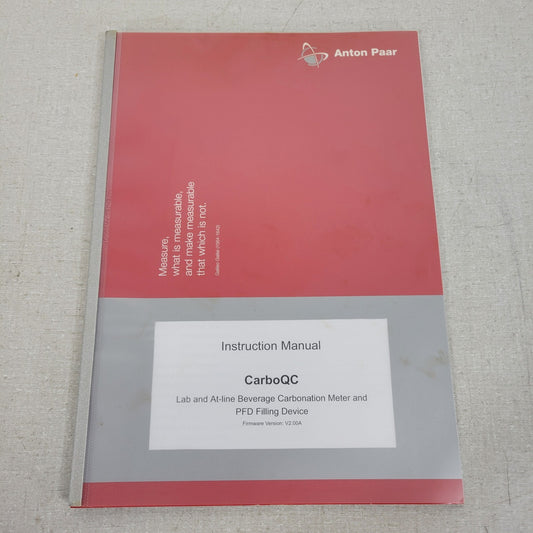 Anton Paar
Measure,
what is measurable,
and make measurable
that which is not.
Galileo Galilei (1564-1642)
Instruction Manual
CarboQC
Lab and At-line Beverage Carbonation Meter and
PFD Filling Device
Firmware Version: V2.00A